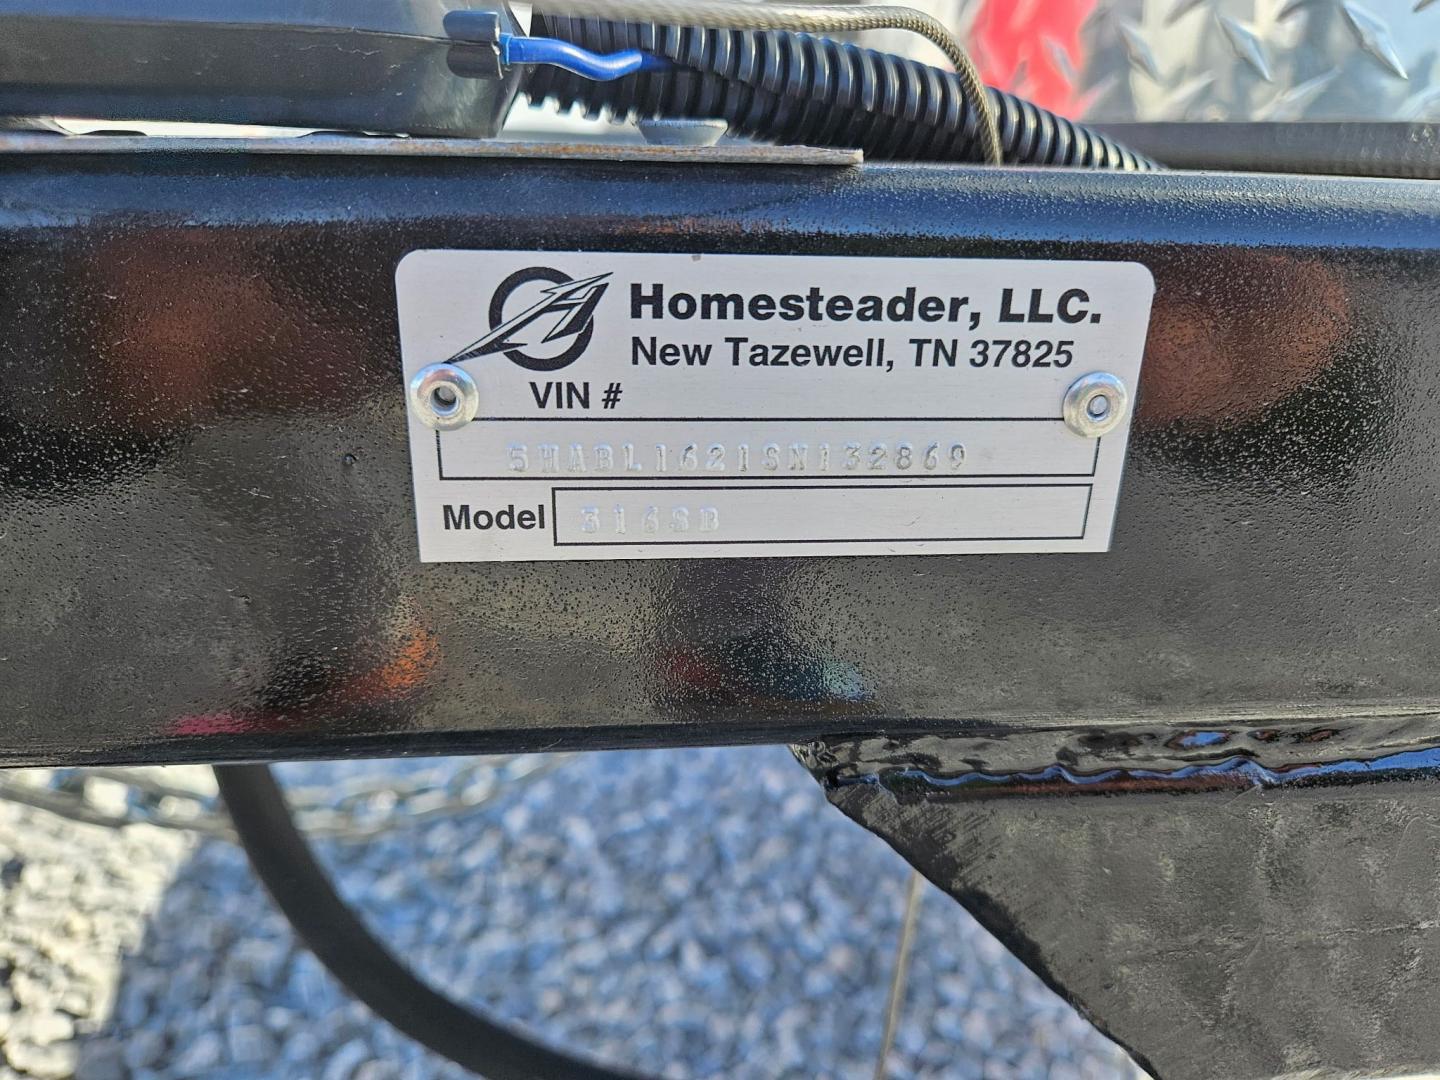 Homesteader, LLC.
New Tazewell, TN 37825
VIN #
5HABL1621SN132869
Model 316SB